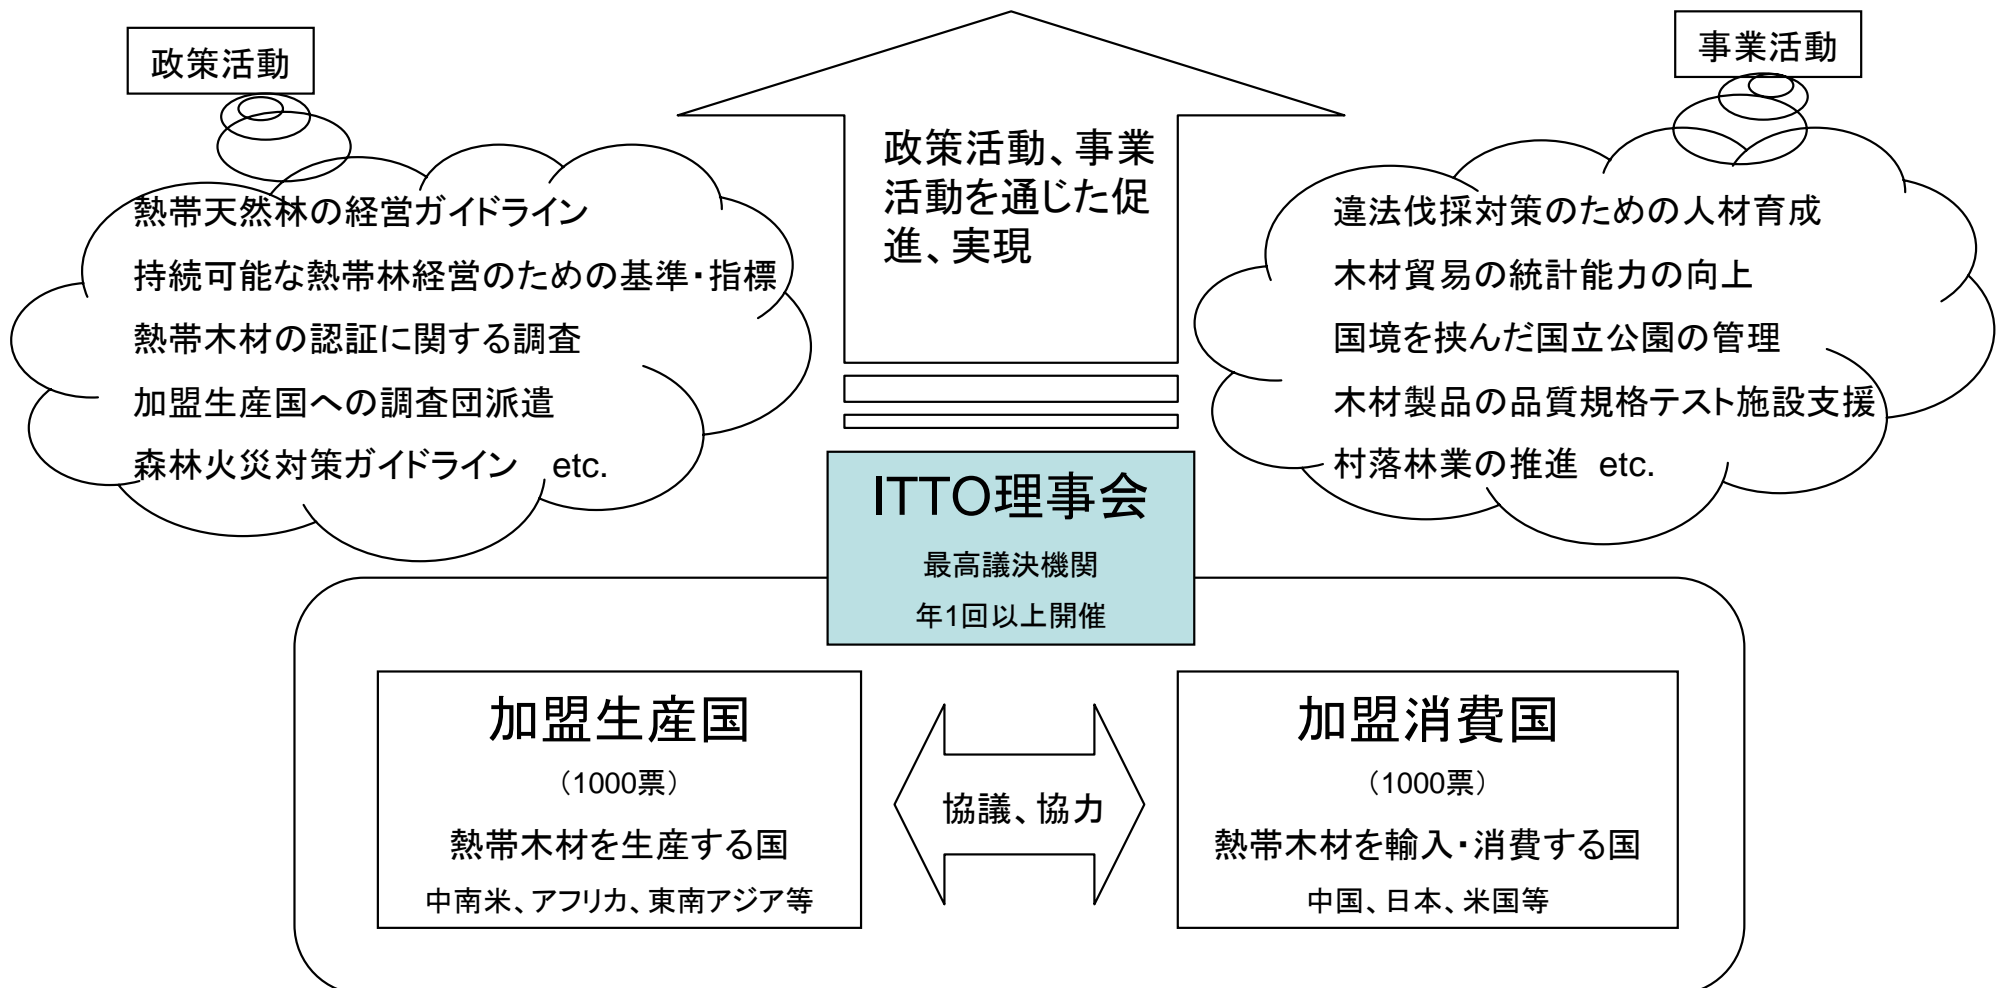 政策活動
熱帯天然林の経営ガイドライン
持続可能な熱帯林経営のための基準・指標
熱帯木材の認証に関する調査
加盟生産国への調査団派遣
森林火災対策ガイドライン etc.
政策活動、事業
活動を通じた促
進、実現
事業活動
違法伐採対策のための人材育成
木材貿易の統計能力の向上
国境を挟んだ国立公園の管理
木材製品の品質規格テスト施設支援
村落林業の推進 etc.
ITTO理事会
最高議決機関
年1回以上開催
加盟生産国
（1000票）
熱帯木材を生産する国
中南米、アフリカ、東南アジア等
協議、協力
加盟消費国
（1000票）
熱帯木材を輸入・消費する国
中国、日本、米国等